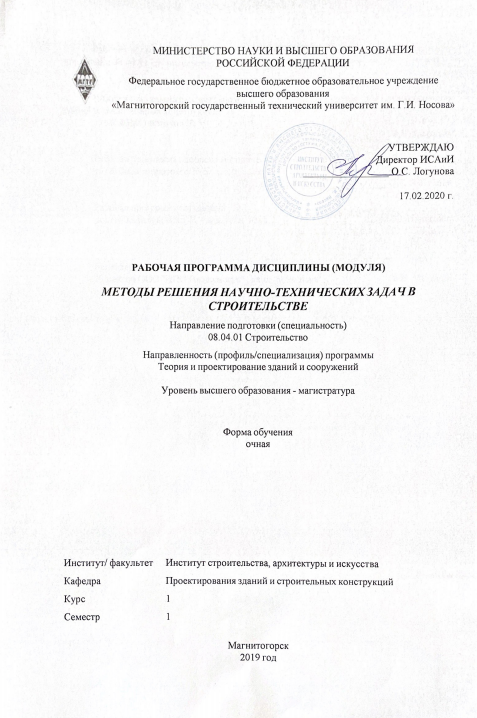 МИНИСТЕРСТВО НАУКИ И ВЫСШЕГО ОБРАЗОВАНИЯ
РОССИЙСКОЙ ФЕДЕРАЦИИ
Федеральное государственное бюджетное образовательное учреждение
высшего образования
«Магнитогорский государственный технический университет им. Г.И. Носова»
УТВЕРЖДАЮ
Директор ИСАиИ
О.С. Логунова
17.02.2020 г.
РАБОЧАЯ ПРОГРАММА ДИСЦИПЛИНЫ (МОДУЛЯ)
МЕТОДЫ РЕШЕНИЯ НАУЧНО-ТЕХНИЧЕСКИХ ЗАДАЧ В
СТРОИТЕЛЬСТВЕ
Направление подготовки (специальность)
08.04.01 Строительство
Направленность (профиль/специализация) программы
Теория и проектирование зданий и сооружений
Уровень высшего образования - магистратура
Форма обучения
очная
Институт/ факультет Институт строительства, архитектуры и искусства
Кафедра Проектирования зданий и строительных конструкций
Курс 1
Семестр 1
Магнитогорск
2019 год